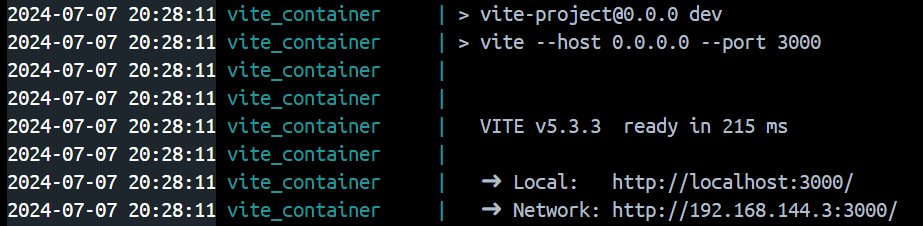 2024-07-07 20:28:11 vite_container | > vite-project@0.0.0 dev
2024-07-07 20:28:11 vite_container | > vite --host 0.0.0.0 --port 3000
2024-07-07 20:28:11 vite_container |
2024-07-07 20:28:11 vite_container |
2024-07-07 20:28:11 vite_container | VITE v5.3.3 ready in 215 ms
2024-07-07 20:28:11 vite_container |
2024-07-07 20:28:11 vite_container | ➜ Local: http://localhost:3000/
2024-07-07 20:28:11 vite_container | ➜ Network: http://192.168.144.3:3000/